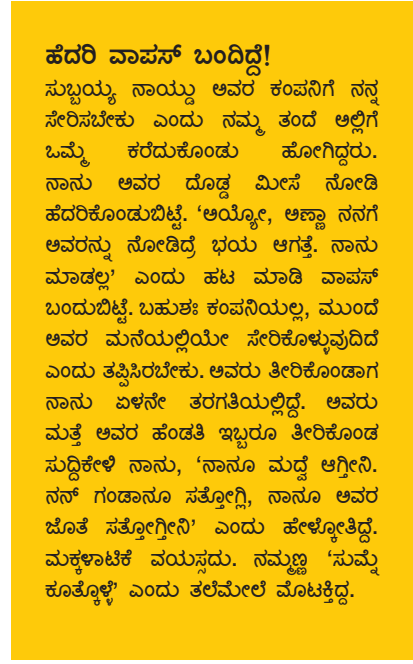 ಹೆದರಿ ವಾಪಸ್ ಬಂದಿದ್ದೆ!
ಸುಬ್ಬಯ್ಯ ನಾಯ್ಡು ಅವರ ಕಂಪನಿಗೆ ನನ್ನ
ಸೇರಿಸಬೇಕು ಎಂದು ನಮ್ಮ ತಂದೆ ಅಲ್ಲಿಗೆ
ಒಮ್ಮೆ ಕರೆದುಕೊಂಡು ಹೋಗಿದ್ದರು.
ನಾನು ಅವರ ದೊಡ್ಡ ಮೀಸೆ ನೋಡಿ
ಹೆದರಿಕೊಂಡುಬಿಟ್ಟೆ. ‘ಅಯ್ಯೋ, ಅಣ್ಣಾ ನನಗೆ
ಅವರನ್ನು ನೋಡಿದ್ರೆ ಭಯ ಆಗತ್ತೆ. ನಾನು
ಮಾಡಲ್ಲ’ ಎಂದು ಹಟ ಮಾಡಿ ವಾಪಸ್
ಬಂದುಬಿಟ್ಟೆ. ಬಹುಶಃ ಕಂಪನಿಯಲ್ಲ, ಮುಂದೆ
ಅವರ ಮನೆಯಲ್ಲಿಯೇ ಸೇರಿಕೊಳ್ಳುವುದಿದೆ
ಎಂದು ತಪ್ಪಿಸಿರಬೇಕು. ಅವರು ತೀರಿಕೊಂಡಾಗ
ನಾನು ಏಳನೇ ತರಗತಿಯಲ್ಲಿದ್ದೆ. ಅವರು
ಮತ್ತೆ ಅವರ ಹೆಂಡತಿ ಇಬ್ಬರೂ ತೀರಿಕೊಂಡ
ಸುದ್ದಿಕೇಳಿ ನಾನು, ‘ನಾನೂ ಮದ್ವೆ ಆಗ್ತೀನಿ.
ನನ್ ಗಂಡಾನೂ ಸತ್ತೋಗ್ಲಿ, ನಾನೂ ಅವರ
ಜೊತೆ ಸತ್ತೋಗ್ತೀನಿ’ ಎಂದು ಹೇಳ್ಕೋತಿದ್ದೆ.
ಮಕ್ಕಳಾಟಿಕೆ ವಯಸ್ಸದು. ನಮ್ಮಣ್ಣ ‘ಸುಮ್ನೆ
ಕೂತ್ಕೊಳ್ಳೆ’ ಎಂದು ತಲೆಮೇಲೆ ಮೊಟಕ್ತಿದ್ದ.